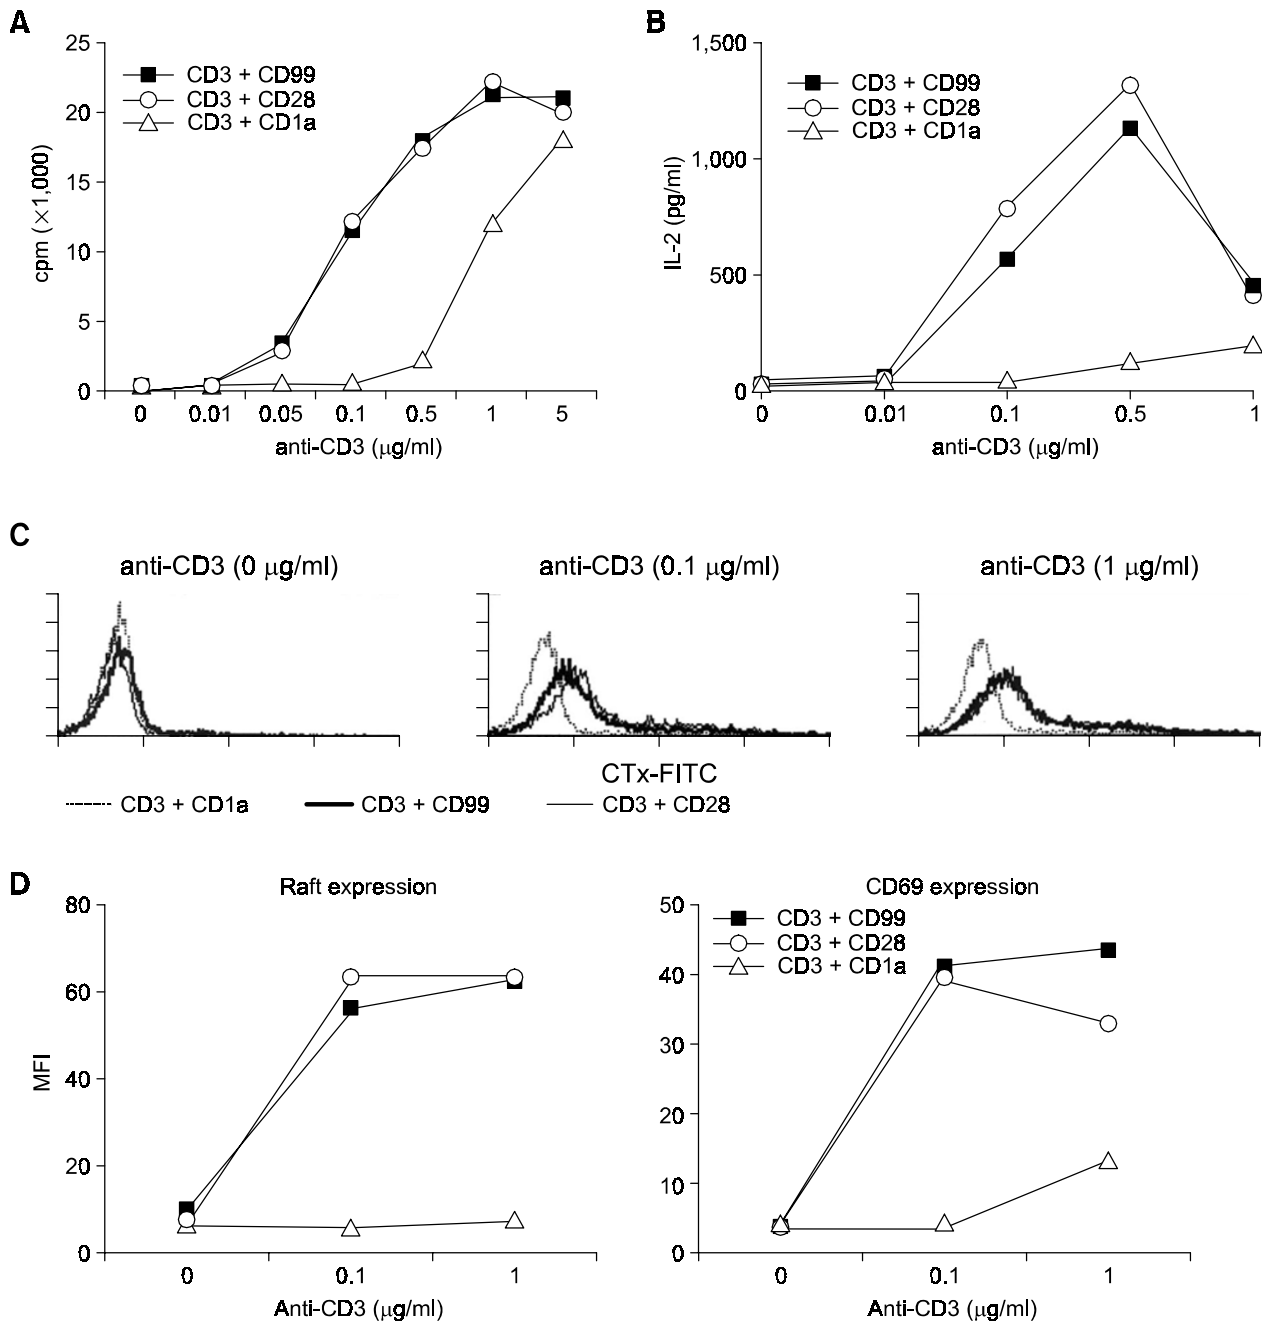 A
25
20
15
10
5
0
cpm (×1,000)
CD3 + CD99
CD3 + CD28
CD3 + CD1a
0 0.01 0.05 0.1 0.5 1 5
anti-CD3 (μg/ml)
B
1,500
1,000
500
0
IL-2 (pg/ml)
CD3 + CD99
CD3 + CD28
CD3 + CD1a
0 0.01 0.1 0.5 1
anti-CD3 (μg/ml)
C
anti-CD3 (0 μg/ml)
anti-CD3 (0.1 μg/ml)
anti-CD3 (1 μg/ml)
CTx-FITC
CD3 + CD1a CD3 + CD99 CD3 + CD28
D
Raft expression
80
60
40
20
0
MFI
0 0.1 1
Anti-CD3 (μg/ml)
CD69 expression
50
40
30
20
10
0
CD3 + CD99
CD3 + CD28
CD3 + CD1a
0 0.1 1
Anti-CD3 (μg/ml)